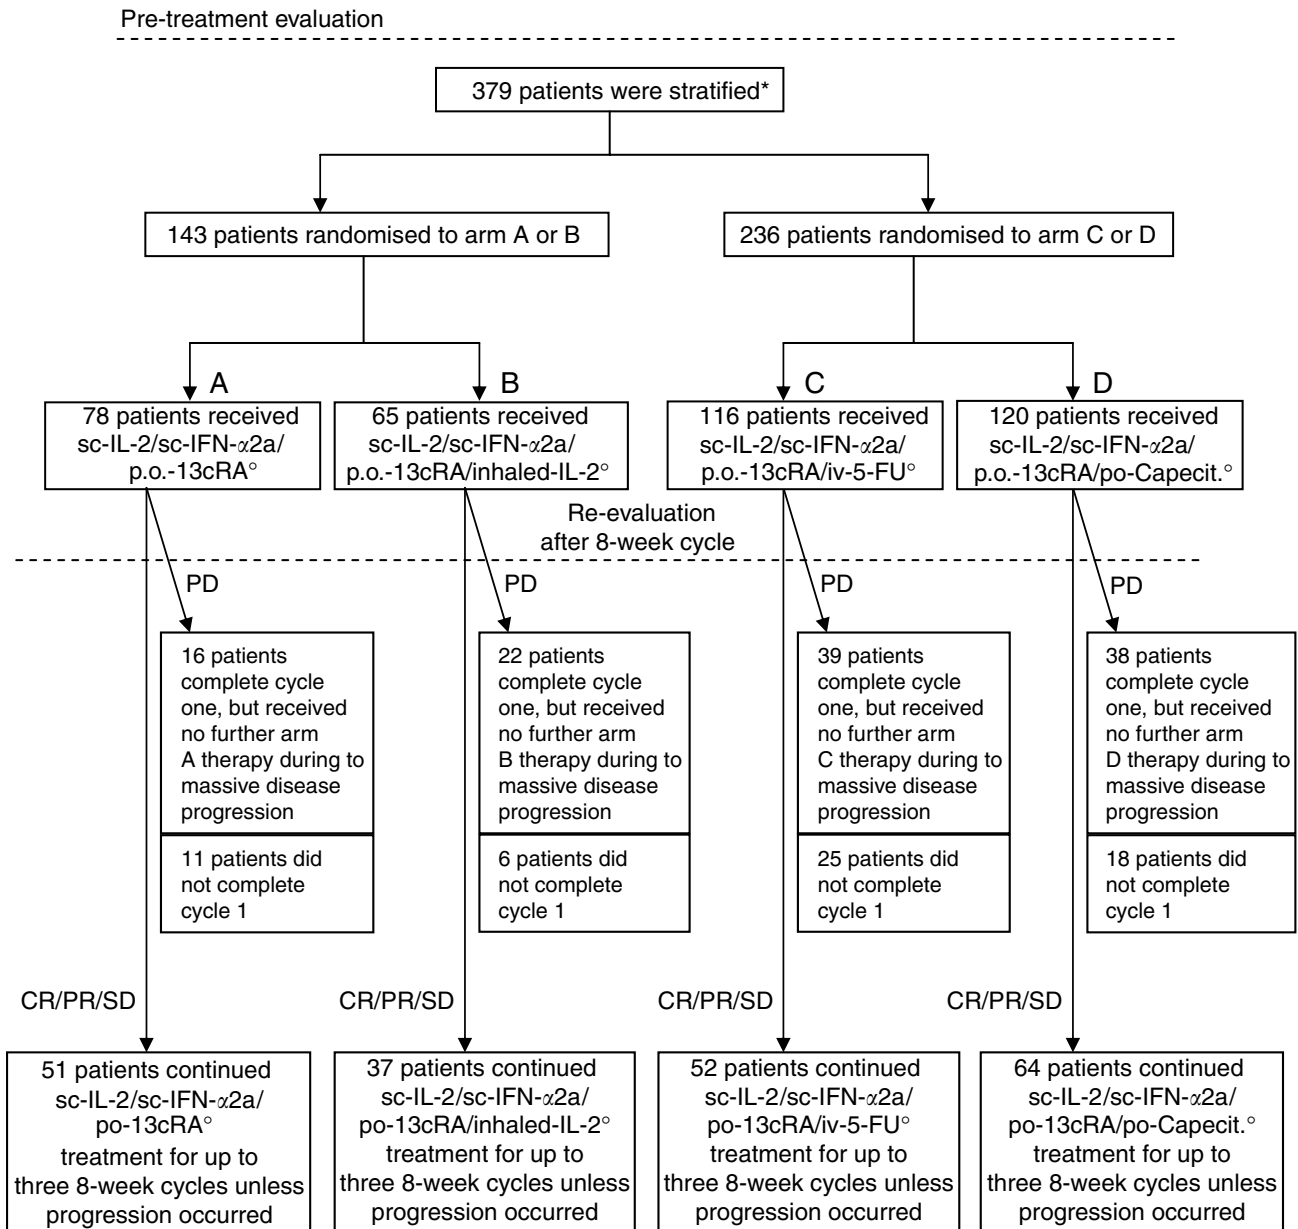 Pre-treatment evaluation
379 patients were stratified*
143 patients randomised to arm A or B
236 patients randomised to arm C or D
A
78 patients received
sc-IL-2/sc-IFN-α2a/
p.o.-13cRA°
B
65 patients received
sc-IL-2/sc-IFN-α2a/
p.o.-13cRA/inhaled-IL-2°
C
116 patients received
sc-IL-2/sc-IFN-α2a/
p.o.-13cRA/iv-5-FU°
D
120 patients received
sc-IL-2/sc-IFN-α2a/
p.o.-13cRA/po-Capecit.°
Re-evaluation
after 8-week cycle
PD
16 patients
complete cycle
one, but received
no further arm
A therapy during to
massive disease
progression
11 patients did
not complete
cycle 1
PD
22 patients
complete cycle
one, but received
no further arm
B therapy during to
massive disease
progression
6 patients did
not complete
cycle 1
PD
39 patients
complete cycle
one, but received
no further arm
C therapy during to
massive disease
progression
25 patients did
not complete
cycle 1
PD
38 patients
complete cycle
one, but received
no further arm
D therapy during to
massive disease
progression
18 patients did
not complete
cycle 1
CR/PR/SD
51 patients continued
sc-IL-2/sc-IFN-α2a/
po-13cRA°
treatment for up to
three 8-week cycles unless
progression occurred
CR/PR/SD
37 patients continued
sc-IL-2/sc-IFN-α2a/
po-13cRA/inhaled-IL-2°
treatment for up to
three 8-week cycles unless
progression occurred
CR/PR/SD
52 patients continued
sc-IL-2/sc-IFN-α2a/
po-13cRA/iv-5-FU°
treatment for up to
three 8-week cycles unless
progression occurred
CR/PR/SD
64 patients continued
sc-IL-2/sc-IFN-α2a/
po-13cRA/po-Capecit.°
treatment for up to
three 8-week cycles unless
progression occurred